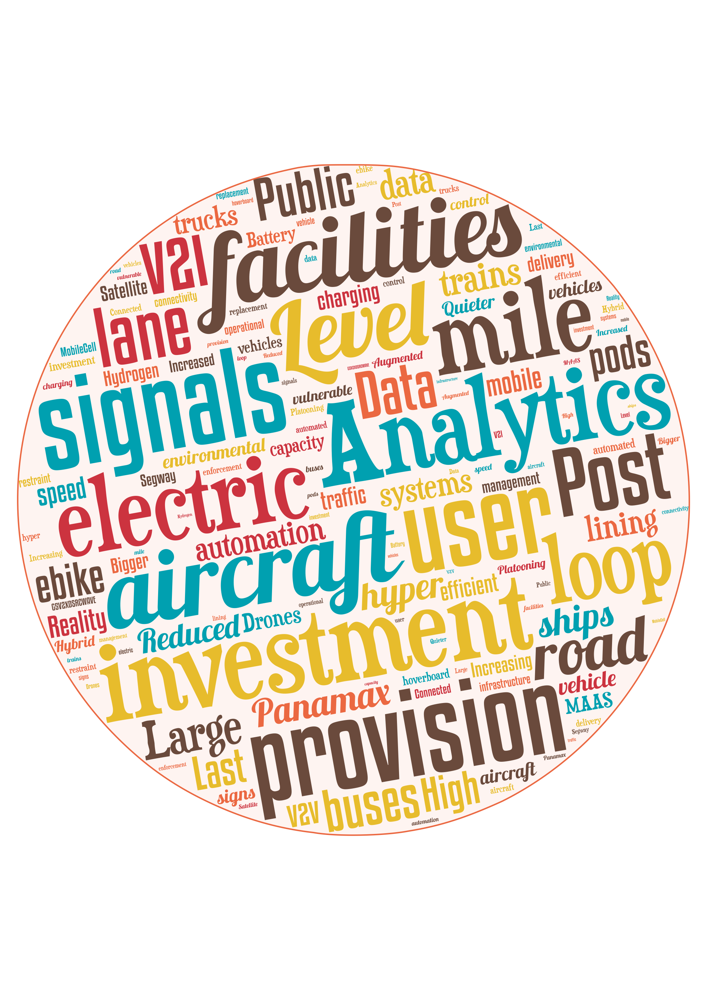 Public
ebike
data
Analytics
trucks
replacement
hoverboard
Post
control
trucks
vehicle
Battery
facilities
Last
V2I
data
environmental
delivery
vehicles
road
vulnerable
efficient
trains
control
Satellite
connectivity
charging
vehicles
Connected
replacement
Quieter
Reality
Hybrid
systems
mobile
lane
Level
mile
operational
investment
Increased
provision
vehicles
MobileCell
loop
Reduced
investment
Increased
Augmented
G5V2XDSRCWAVE
MAAS
pods
Hydrogen
charging
signals
signals
Data
infrastructure
mobile
vulnerable
Augmented
Platooning
Analytics
ships
High
Level
automated
V2I
capacity
environmental
automated
Bigger
Post
enforcement
buses
Segway
restraint
speed
Data
speed
aircraft
management
systems
electric
pods
traffic
Hydrogen
investment
user
lining
connectivity
hyper
automation
Increasing
mile
Battery
vehicles
loop
Bigger
aircraft
ebike
V2V
Platooning
hyper
efficient
Public
G5V2XDSRCWAVE
operational
facilities
Reality
lining
Reduced
Drones
user
ships
MobileCell
Hybrid
management
electric
investment
Quieter
road
trains
restraint
signs
Drones
hoverboard
Large
Increasing
capacity
Connected
infrastructure
vehicle
Panamax
MAAS
provision
Large
delivery
Segway
traffic
enforcement
Last
Panamax
aircraft
signs
Satellite
V2V
buses
High
aircraft
automation